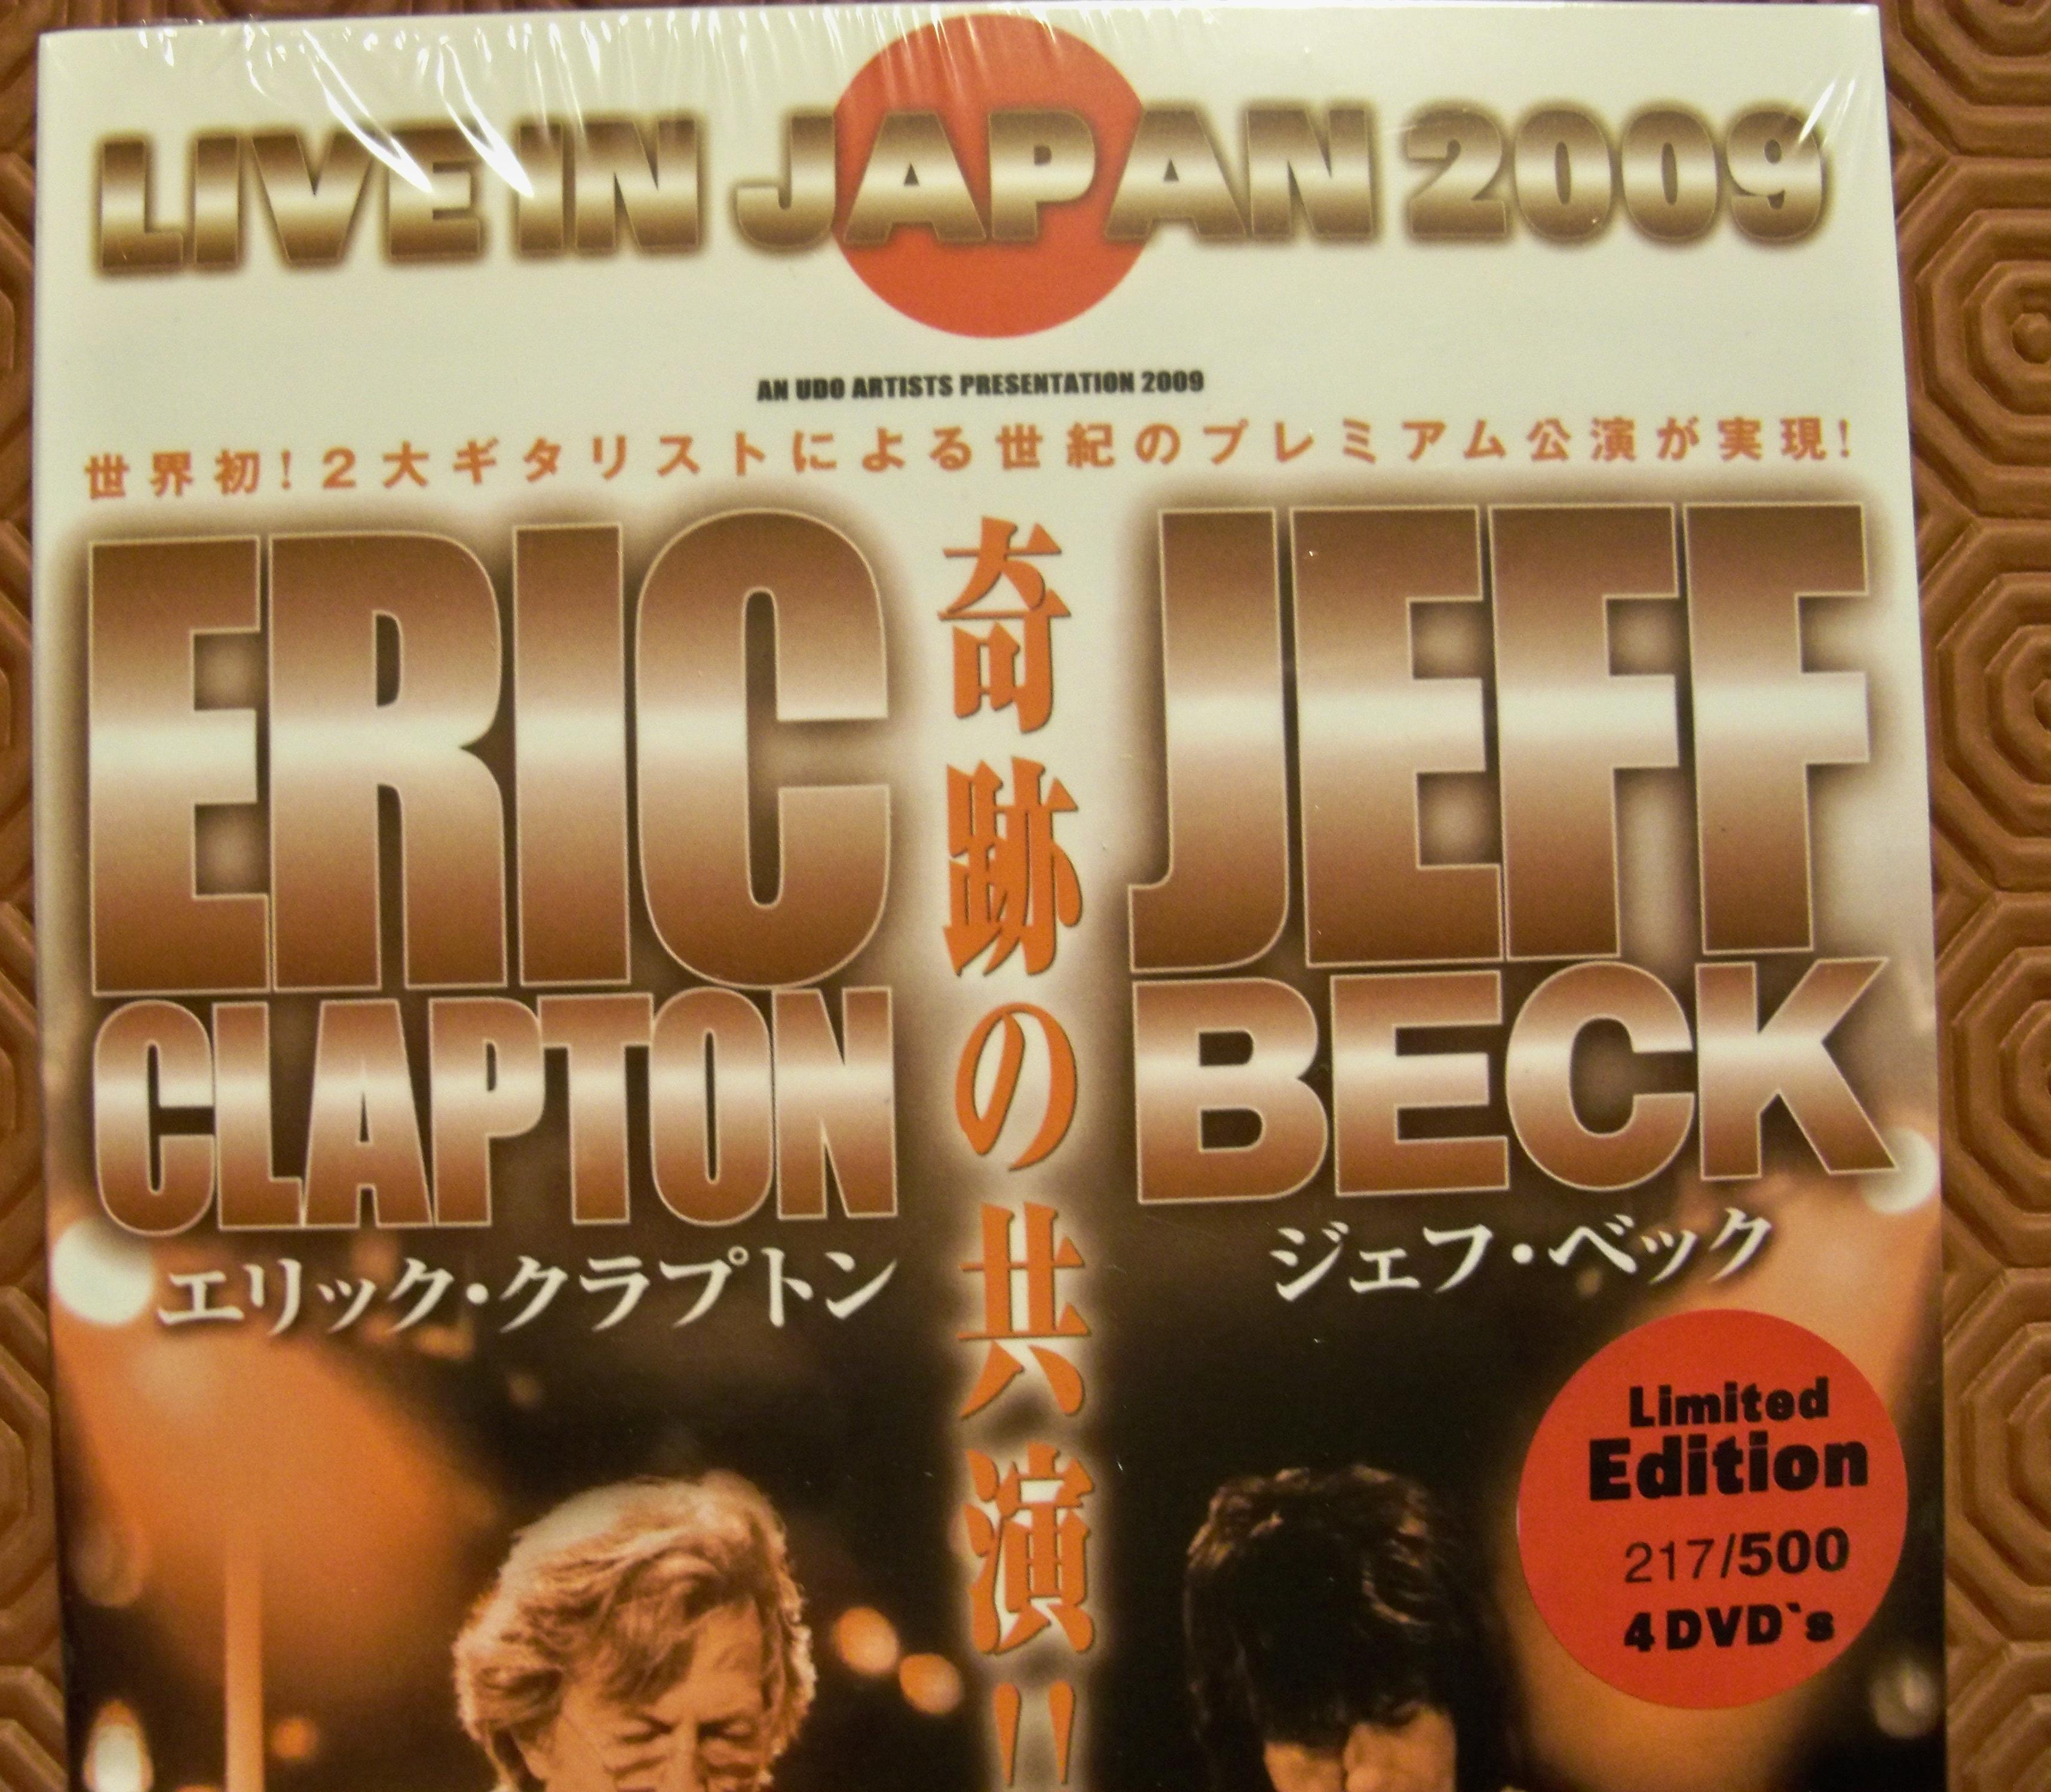 LIVE IN JAPAN 2009
AN UDO ARTISTS PRESENTATION 2009
世界初!2大ギタリストによる世紀のプレミアム公演が実現!
ERIC
CLAPTON
エリック・クラプトン
奇跡の共演!!
JEFF
BECK
ジェフ・ベック
Limited
Edition
217/500
4 DVD`s